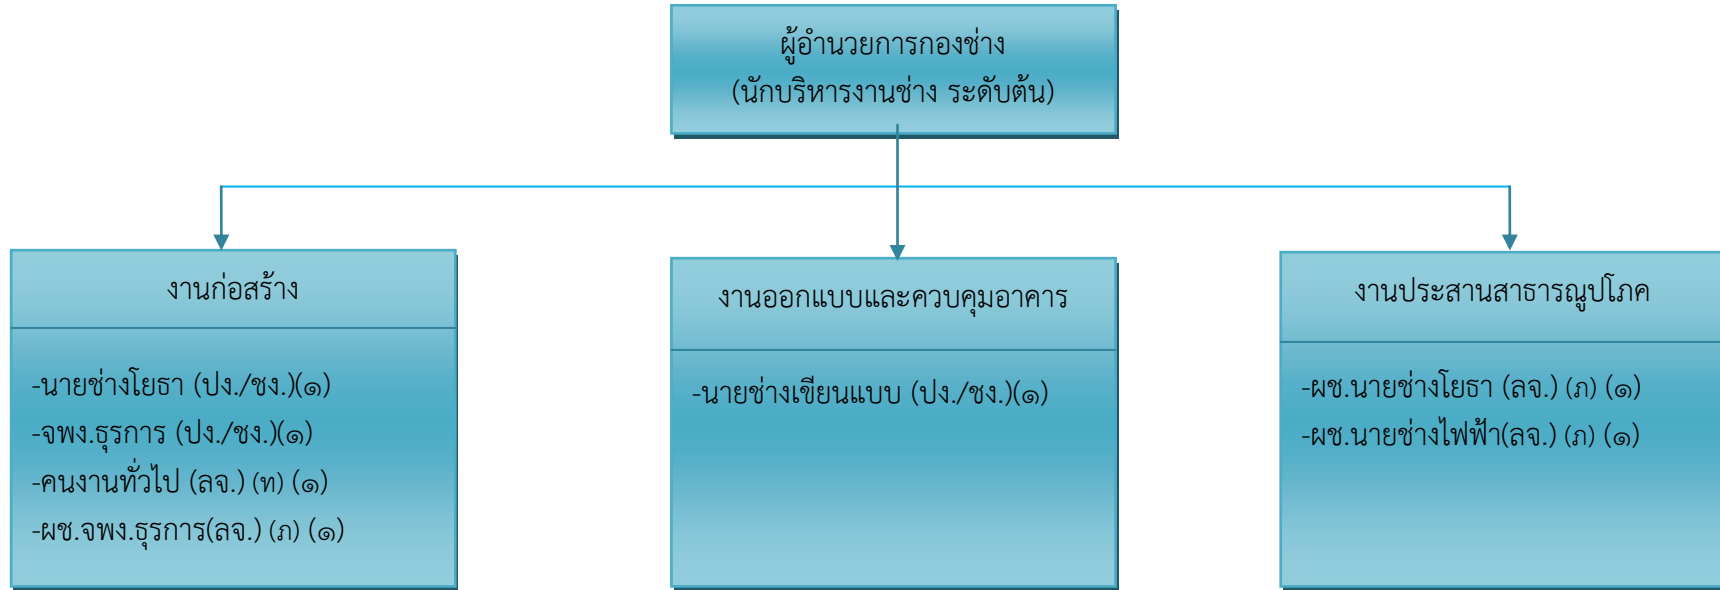 ผู้อำนวยการกองช่าง
(นักบริหารงานช่าง ระดับต้น)
งานก่อสร้าง
-นายช่างโยธา (ปง./ชง.)(๑)
-จพง.ธุรการ (ปง./ชง.)(๑)
-คนงานทั่วไป (ลจ.) (ท) (๑)
-ผช.จพง.ธุรการ(ลจ.) (ภ) (๑)
งานออกแบบและควบคุมอาคาร
-นายช่างเขียนแบบ (ปง./ชง.)(๑)
งานประสานสาธารณูปโภค
-ผช.นายช่างโยธา (ลจ.) (ภ) (๑)
-ผช.นายช่างไฟฟ้า(ลจ.) (ภ) (๑)